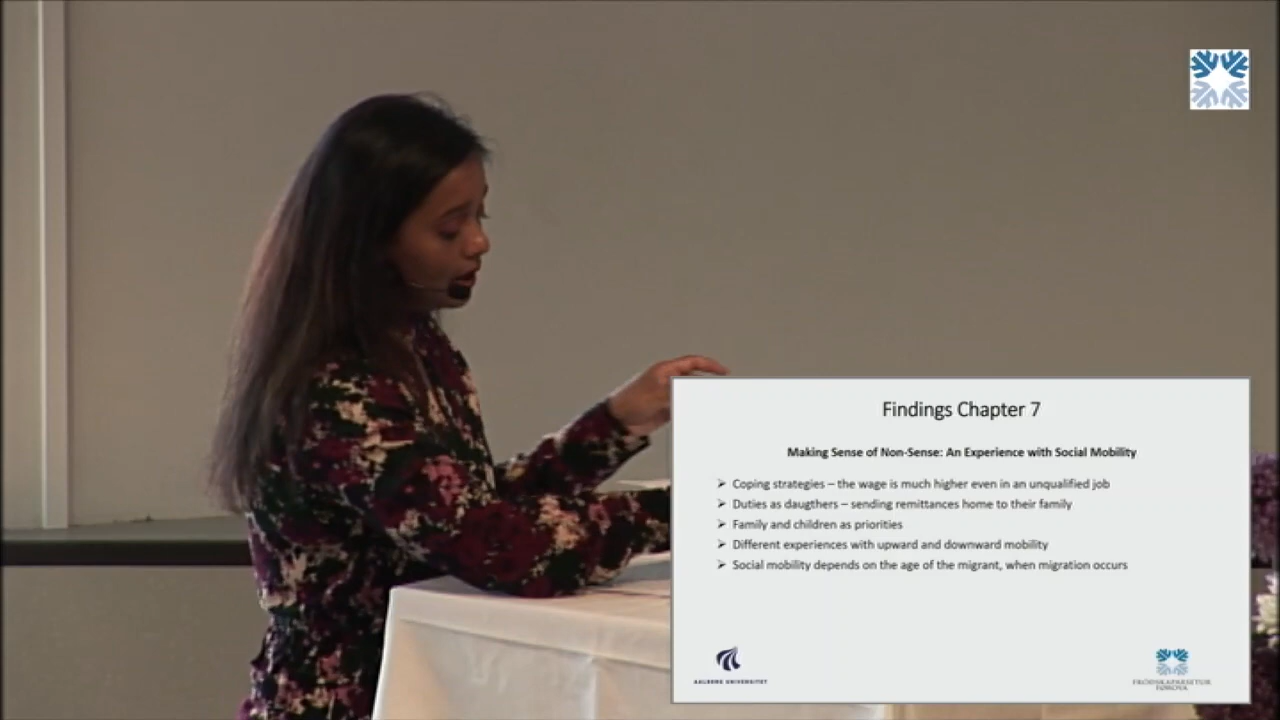 Findings Chapter 7
Making Sense of Non-Sense: An Experience with Social Mobility
➢ Coping strategies – the wage is much higher even in an unqualified job
➢ Duties as daugthers – sending remittances home to their family
➢ Family and children as priorities
➢ Different experiences with upward and downward mobility
➢ Social mobility depends on the age of the migrant, when migration occurs
AALBORG UNIVERSITET
FRÓÐSKAPARSETUR
FØROYA